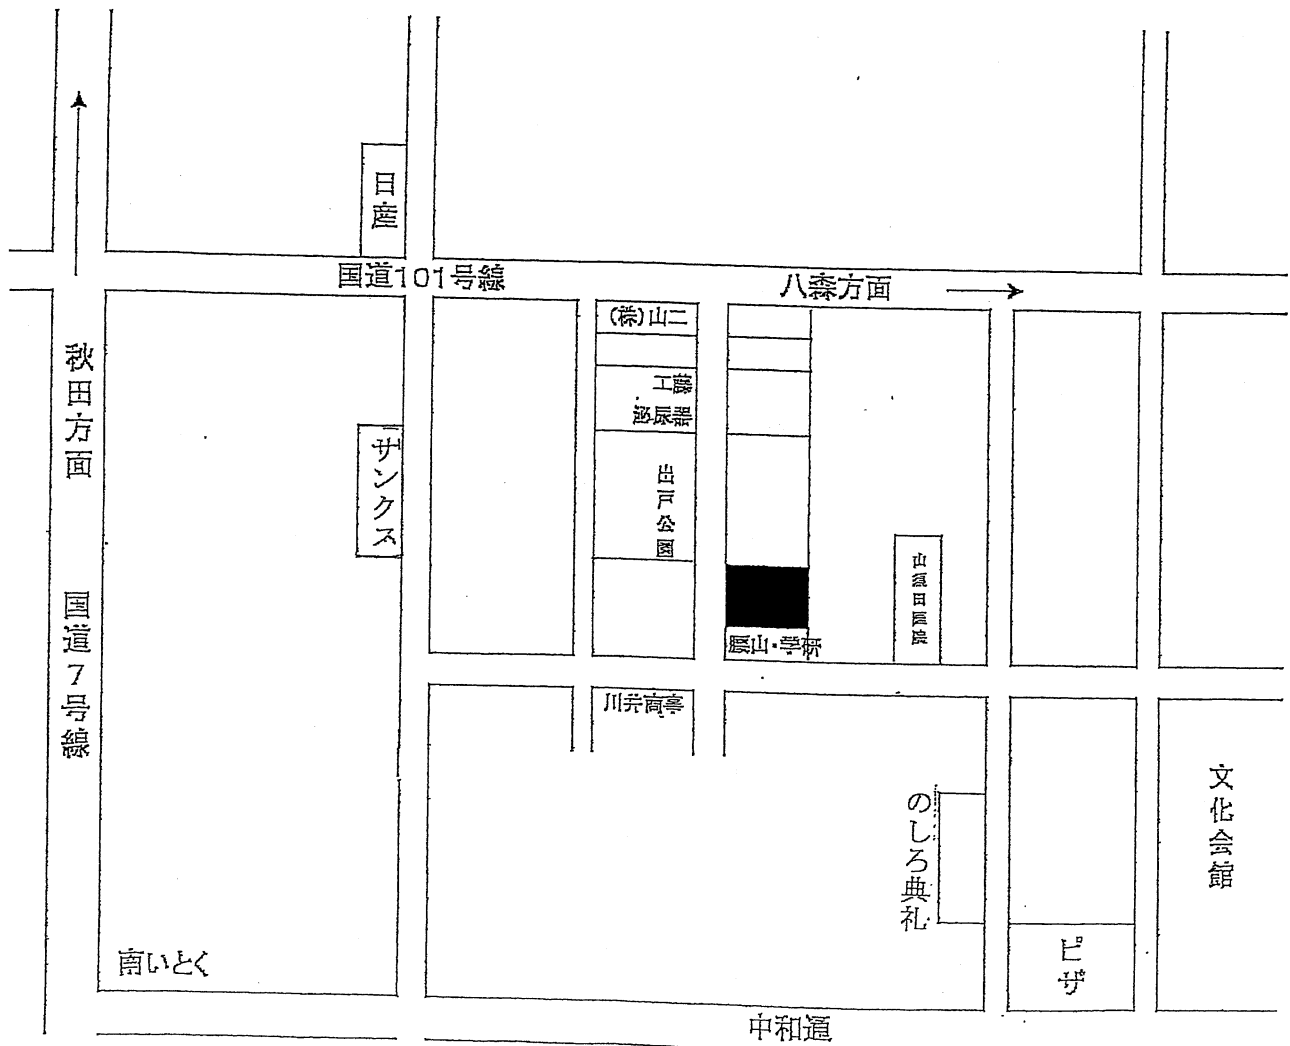 日産
国道101号線
八森方面
(株)山二
秋田方面
工藤
泌尿器
サンクス
出戸公園
国道7号線
川井商事
のしろ典礼
文化会館
南いとく
ピザ
中和通